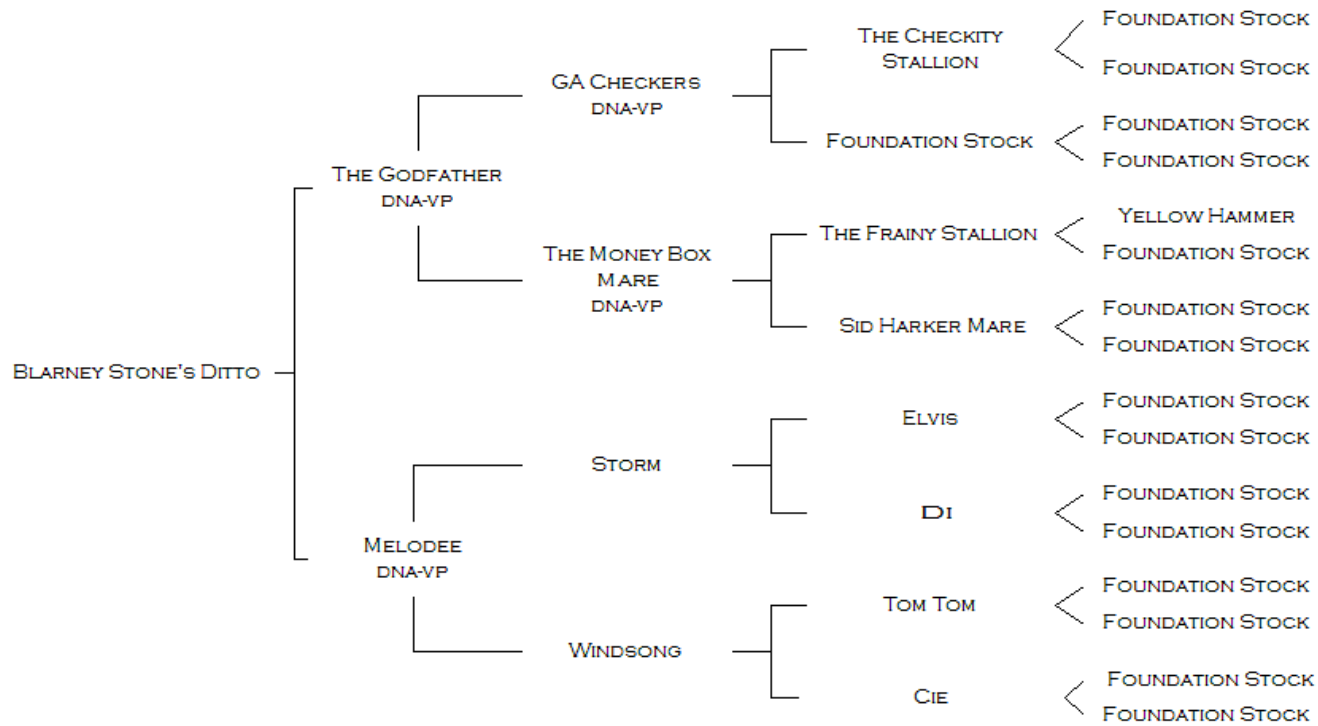 Foundation Stock
The Checkity
Stallion
Foundation Stock
GA Checkers
DNA-VP
Foundation Stock
Foundation Stock
Foundation Stock
The Godfather
DNA-VP
Yellow Hammer
The Frainy Stallion
Foundation Stock
The Money Box
Mare
DNA-VP
Foundation Stock
Sid Harker Mare
Foundation Stock
Blarney Stone's Ditto
Foundation Stock
Elvis
Foundation Stock
Storm
Foundation Stock
Di
Foundation Stock
Melodee
DNA-VP
Foundation Stock
Tom Tom
Foundation Stock
Windsong
Foundation Stock
Cie
Foundation Stock